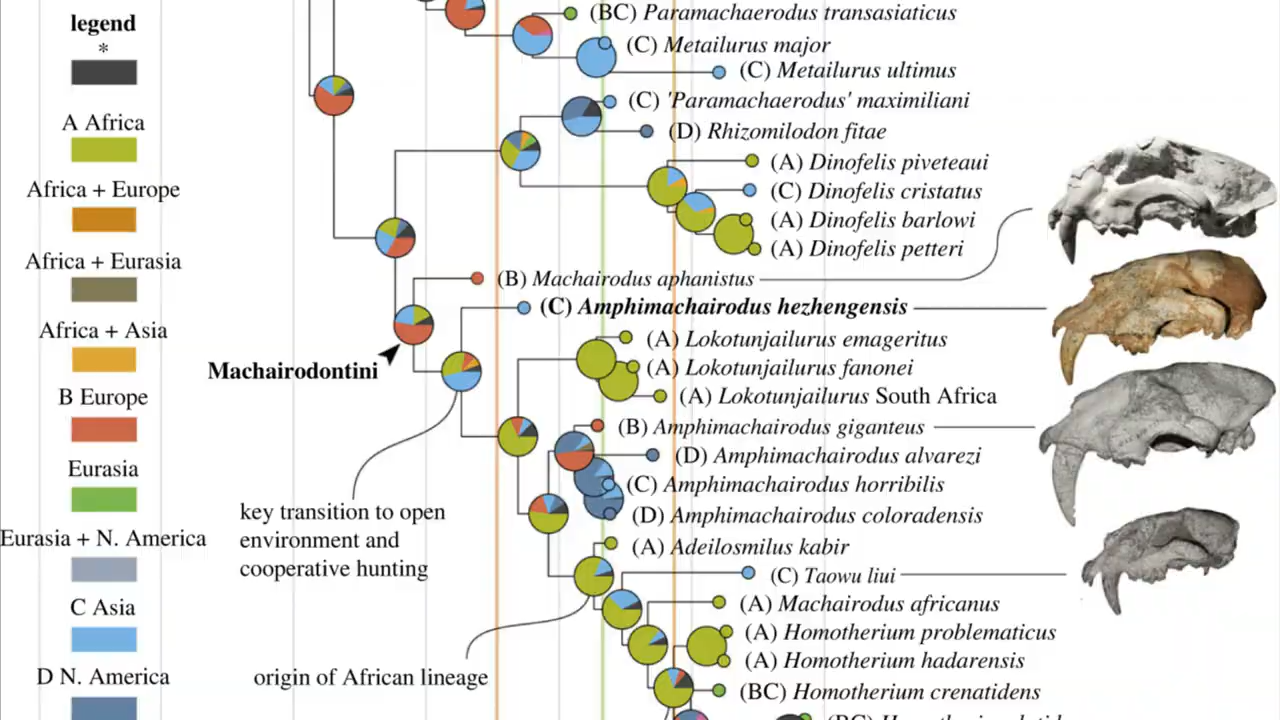 legend
*
A Africa
Africa + Europe
Africa + Eurasia
Africa + Asia
B Europe
Eurasia
Eurasia + N. America
C Asia
D N. America
(BC) Paramachaerodus transasiaticus
(C) Metailurus major
(C) Metailurus ultimus
(C) 'Paramachaerodus' maximiliani
(D) Rhizomilodon fitae
(A) Dinofelis piveteaui
(C) Dinofelis cristatus
(A) Dinofelis barlowi
(A) Dinofelis petteri
(B) Machairodus aphanistus
(C) Amphimachairodus hezhengensis
(A) Lokotunjailurus emageritus
Machairodontini
(A) Lokotunjailurus fanonei
(A) Lokotunjailurus South Africa
(B) Amphimachairodus giganteus
(D) Amphimachairodus alvarezi
(C) Amphimachairodus horribilis
(D) Amphimachairodus coloradensis
key transition to open
environment and
cooperative hunting
(A) Adeilosmilus kabir
(C) Taowu liui
(A) Machairodus africanus
(A) Homotherium problematicus
(A) Homotherium hadarensis
origin of African lineage
(BC) Homotherium crenatidens